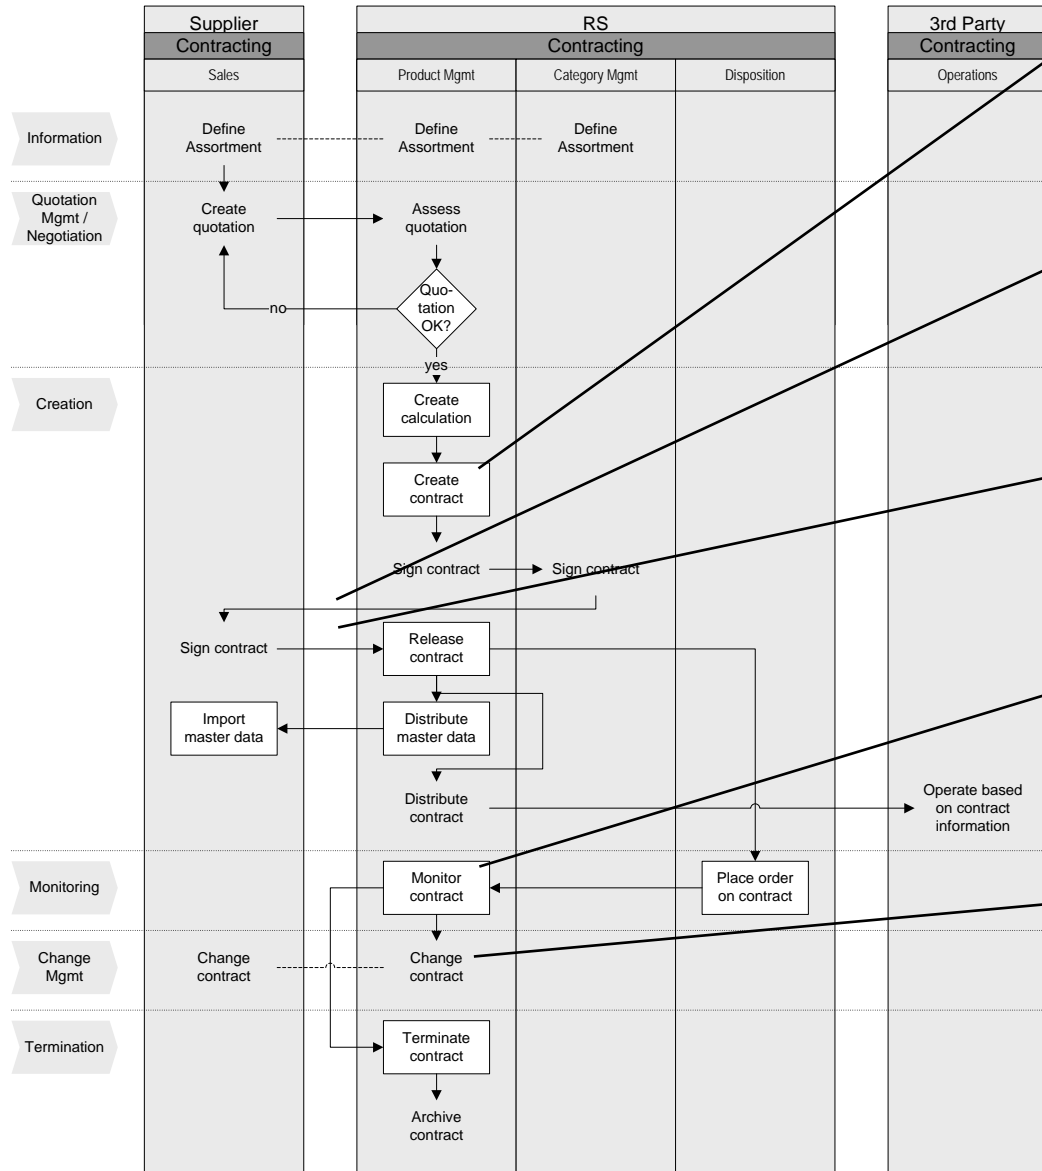 Supplier
RS
3rd Party
Contracting
Contracting
Contracting
Sales
Product Mgmt
Category Mgmt
Disposition
Operations
Information
Define
Assortment
Define
Assortment
Define
Assortment
Quotation
Mgmt /
Negotiation
Create
quotation
Assess
quotation
Quo-
tation
OK?
no
yes
Creation
Create
calculation
Create
contract
Sign contract
Sign contract
Sign contract
Release
contract
Import
master data
Distribute
master data
Distribute
contract
Operate based
on contract
information
Monitoring
Monitor
contract
Place order
on contract
Change
Mgmt
Change
contract
Change
contract
Termination
Terminate
contract
Archive
contract